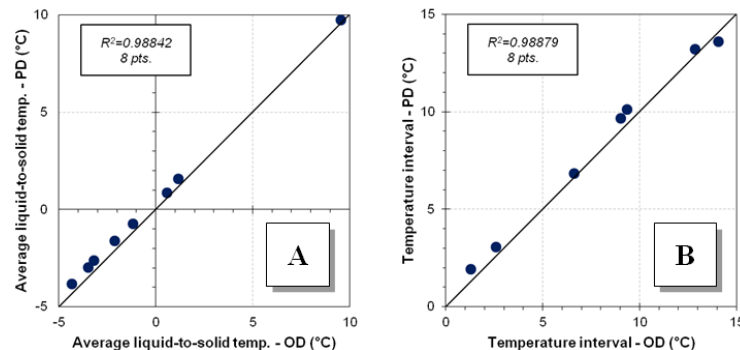 R²=0.98842
8 pts.
10
5
0
-5
-5
0
5
10
Average liquid-to-solid temp. - PD (°C)
Average liquid-to-solid temp. - OD (°C)
A
R²=0.98879
8 pts.
15
10
5
0
0
5
10
15
Temperature interval - PD (°C)
Temperature interval - OD (°C)
B